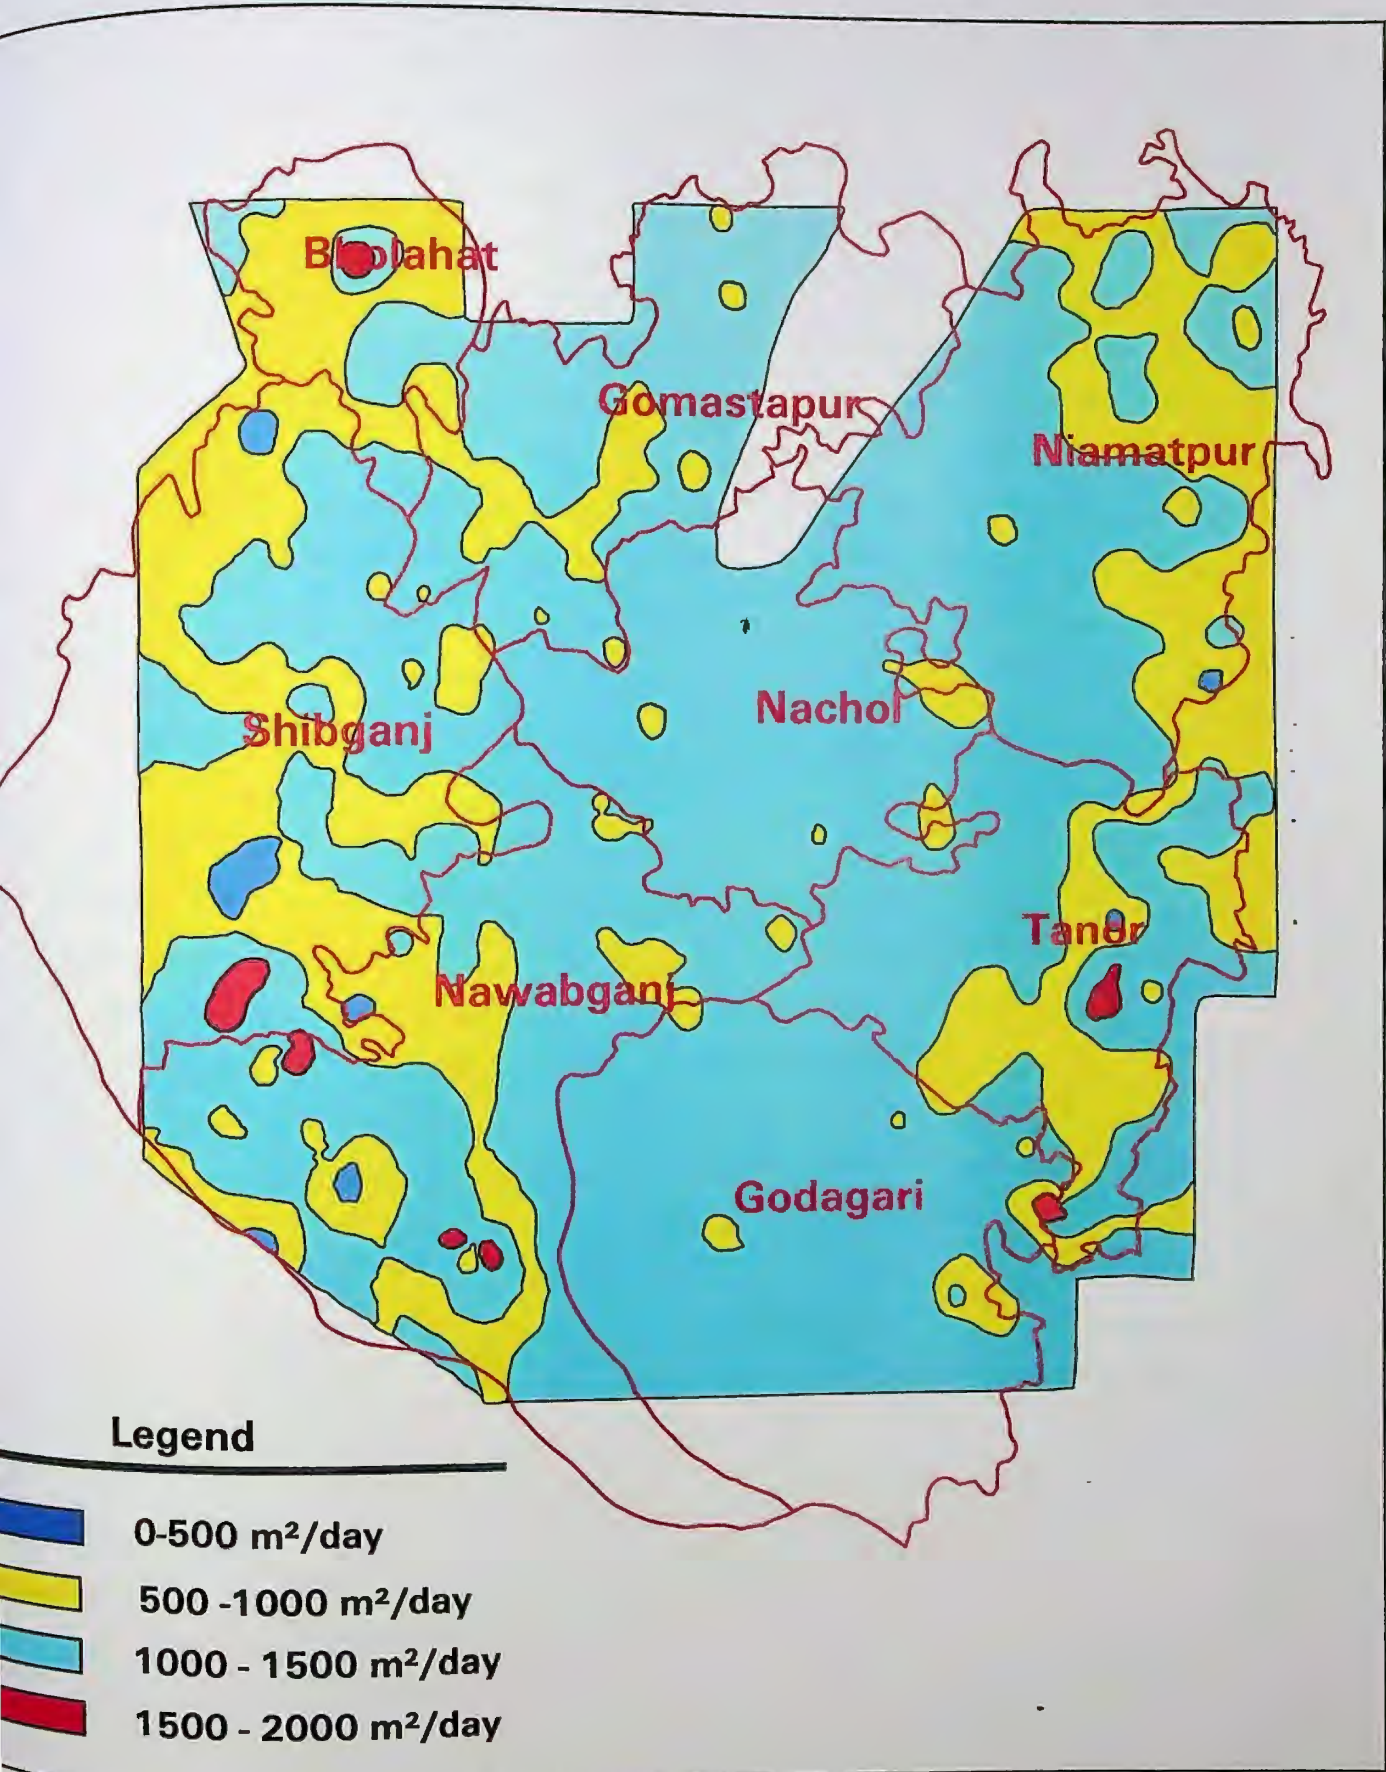 Bholahat
Gomastapur
Niamatpur
Nachol
Shibganj
Tanor
Nawabganj
Godagari
Legend
0-500 m²/day
500 -1000 m²/day
1000 - 1500 m²/day
1500 - 2000 m²/day